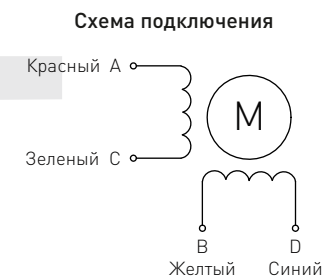 Схема подключения
Красный A
M
Зеленый C
B D
Желтый Синий